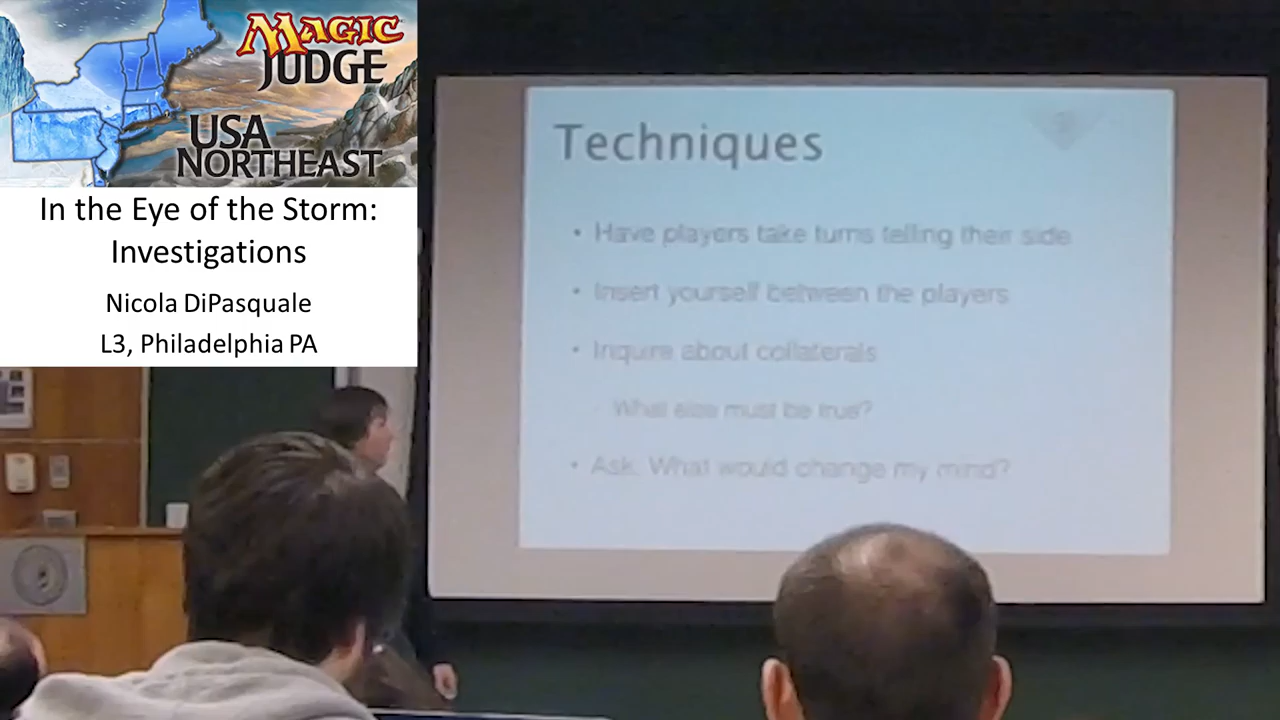 MAGIC
JUDGE
USA
NORTHEAST
In the Eye of the Storm:
Investigations
Nicola DiPasquale
L3, Philadelphia PA
Techniques
• Have players take turns telling their side
• Insert yourself between the players
• Inquire about collaterals
- What else must be true?
• Ask: What would change my mind?